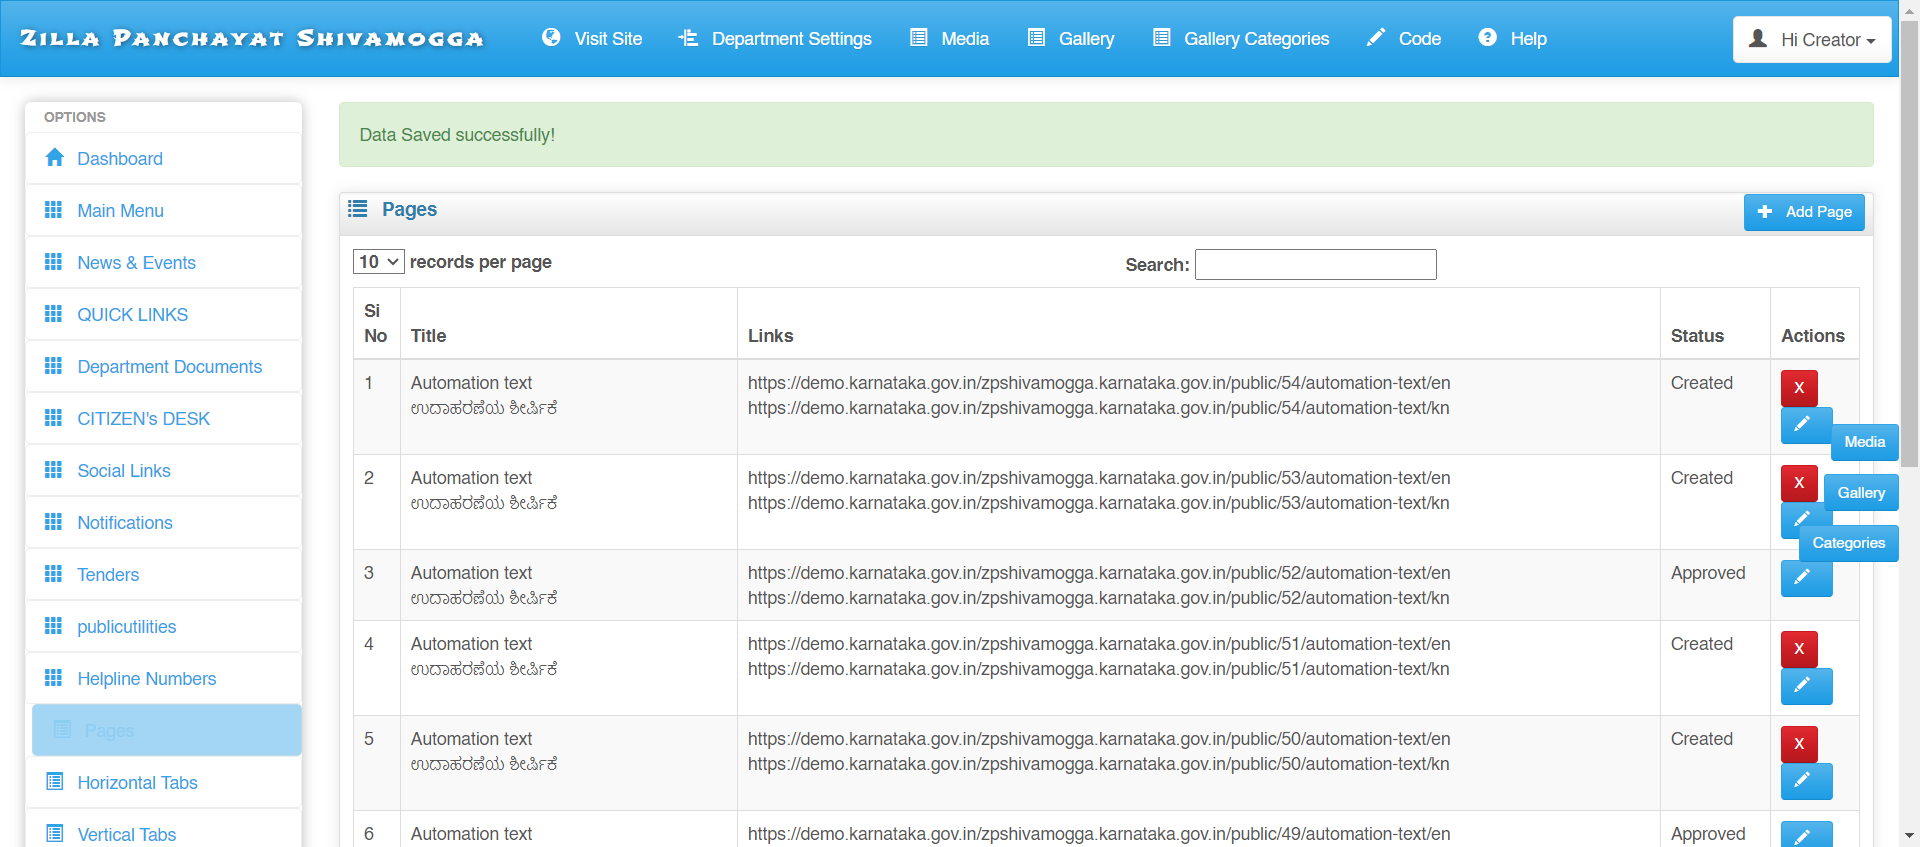 Zilla Panchayat Shivamogga
Visit Site
Department Settings
Media
Gallery
Gallery Categories
Code
Help
Hi Creator
OPTIONS
Dashboard
Main Menu
News & Events
QUICK LINKS
Department Documents
CITIZEN's DESK
Social Links
Notifications
Tenders
publicutilities
Helpline Numbers
Pages
Horizontal Tabs
Vertical Tabs
Data Saved successfully!
Pages
Add Page
10 records per page
Search:
Si No
Title
Links
Status
Actions
1
Automation text
ಉದಾಹರಣೆಯ ಶೀರ್ಷಿಕೆ
https://demo.karnataka.gov.in/zpshivamogga.karnataka.gov.in/public/54/automation-text/en
https://demo.karnataka.gov.in/zpshivamogga.karnataka.gov.in/public/54/automation-text/kn
Created
X
2
Automation text
ಉದಾಹರಣೆಯ ಶೀರ್ಷಿಕೆ
https://demo.karnataka.gov.in/zpshivamogga.karnataka.gov.in/public/53/automation-text/en
https://demo.karnataka.gov.in/zpshivamogga.karnataka.gov.in/public/53/automation-text/kn
Created
X
3
Automation text
ಉದಾಹರಣೆಯ ಶೀರ್ಷಿಕೆ
https://demo.karnataka.gov.in/zpshivamogga.karnataka.gov.in/public/52/automation-text/en
https://demo.karnataka.gov.in/zpshivamogga.karnataka.gov.in/public/52/automation-text/kn
Approved
4
Automation text
ಉದಾಹರಣೆಯ ಶೀರ್ಷಿಕೆ
https://demo.karnataka.gov.in/zpshivamogga.karnataka.gov.in/public/51/automation-text/en
https://demo.karnataka.gov.in/zpshivamogga.karnataka.gov.in/public/51/automation-text/kn
Created
X
5
Automation text
ಉದಾಹರಣೆಯ ಶೀರ್ಷಿಕೆ
https://demo.karnataka.gov.in/zpshivamogga.karnataka.gov.in/public/50/automation-text/en
https://demo.karnataka.gov.in/zpshivamogga.karnataka.gov.in/public/50/automation-text/kn
Created
X
6
Automation text
https://demo.karnataka.gov.in/zpshivamogga.karnataka.gov.in/public/49/automation-text/en
Approved
Media
Gallery
Categories